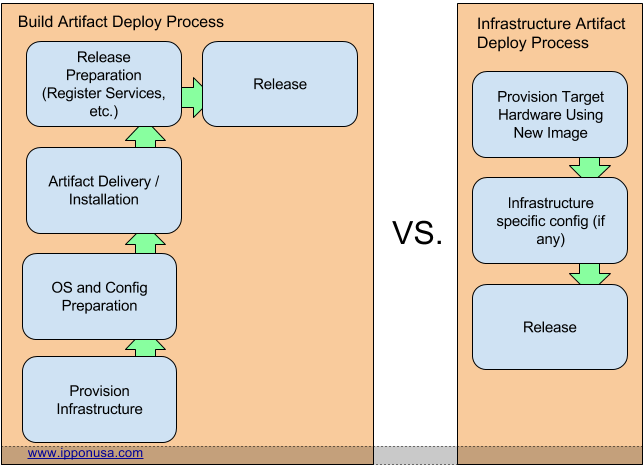 Build Artifact Deploy Process
Release
Preparation
(Register Services,
etc.)
Release
Artifact Delivery /
Installation
OS and Config
Preparation
Provision
Infrastructure
www.ipponusa.com
VS.
Infrastructure Artifact
Deploy Process
Provision Target
Hardware Using
New Image
Infrastructure
specific config (if
any)
Release